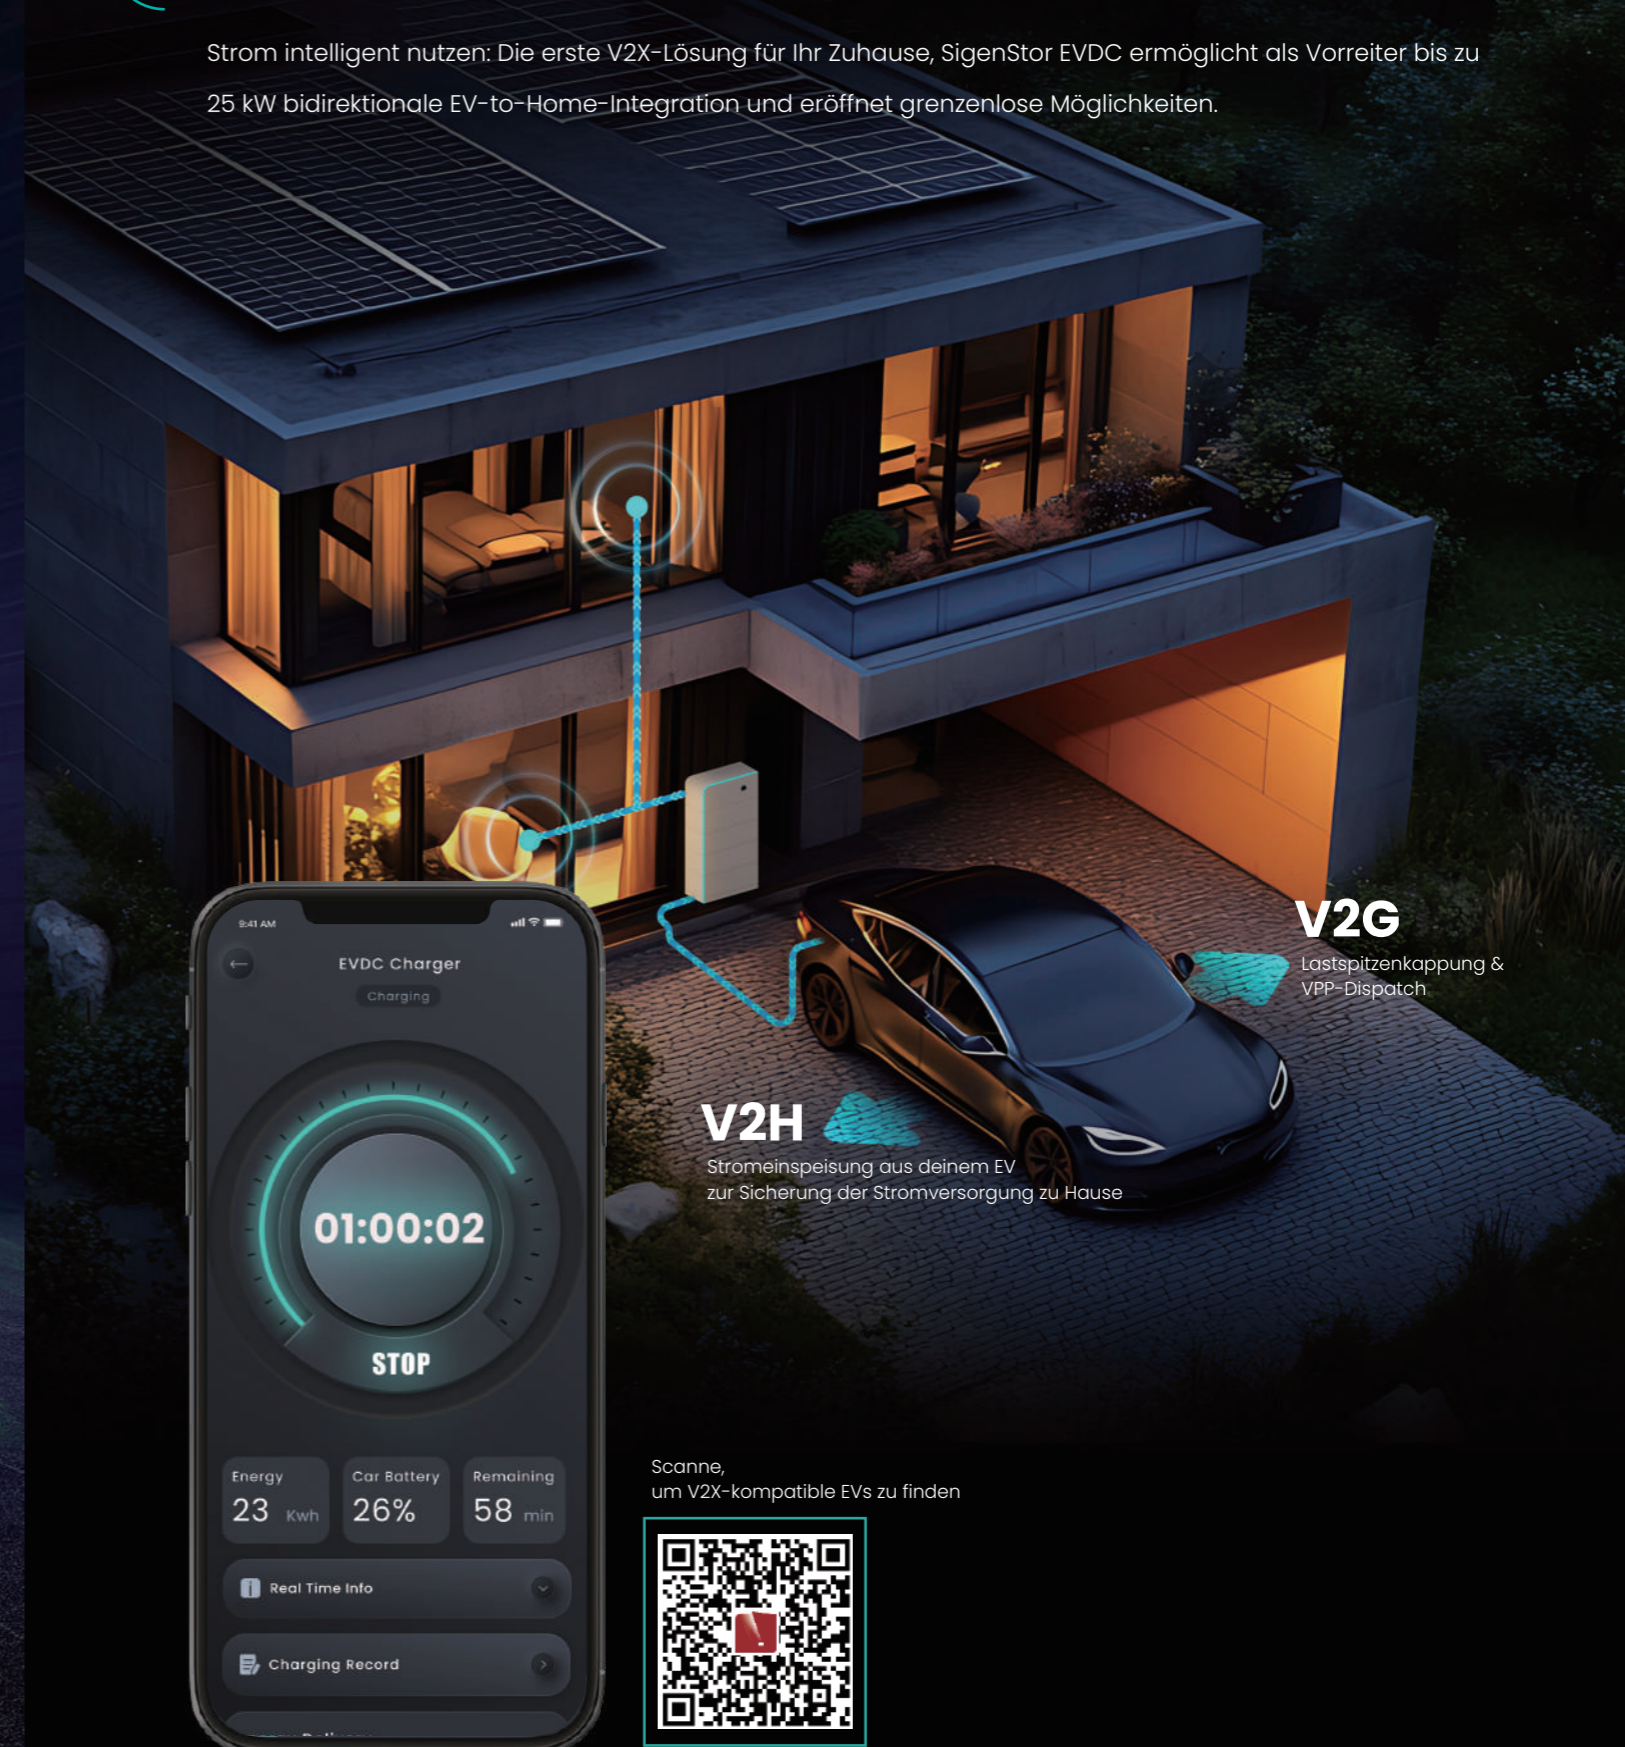 Strom intelligent nutzen: Die erste V2X-Lösung für Ihr Zuhause, SigenStor EVDC ermöglicht als Vorreiter bis zu
25 kW bidirektionale EV-to-Home-Integration und eröffnet grenzenlose Möglichkeiten.
V2G
Lastspitzenkappung &
VPP-Dispatch
V2H
Stromeinspeisung aus deinem EV
zur Sicherung der Stromversorgung zu Hause
9:41 AM
EVDC Charger
Charging
01:00:02
STOP
Energy
23 Kwh
Car Battery
26%
Remaining
58 min
Real Time Info
Charging Record
Scanne,
um V2X-kompatible EVs zu finden